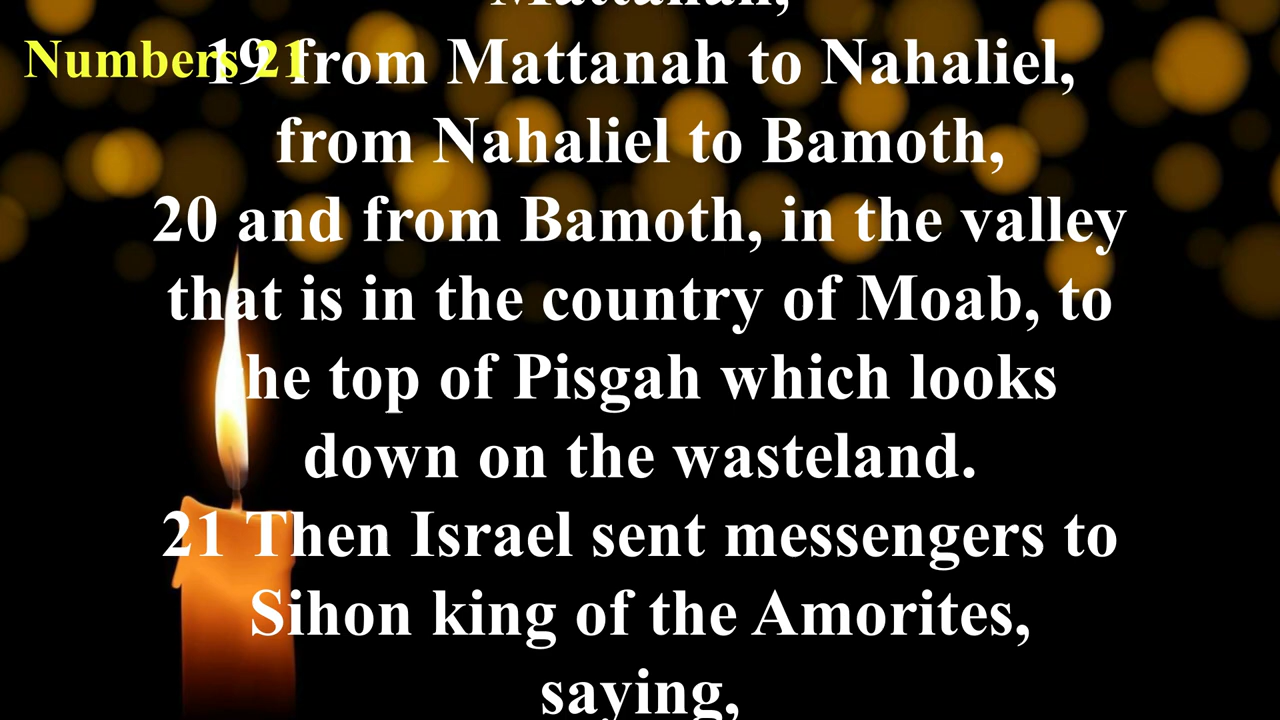 Mattanah,
Numbers 21
19 from Mattanah to Nahaliel,
from Nahaliel to Bamoth,
20 and from Bamoth, in the valley
that is in the country of Moab, to
the top of Pisgah which looks
down on the wasteland.
21 Then Israel sent messengers to
Sihon king of the Amorites,
saying,